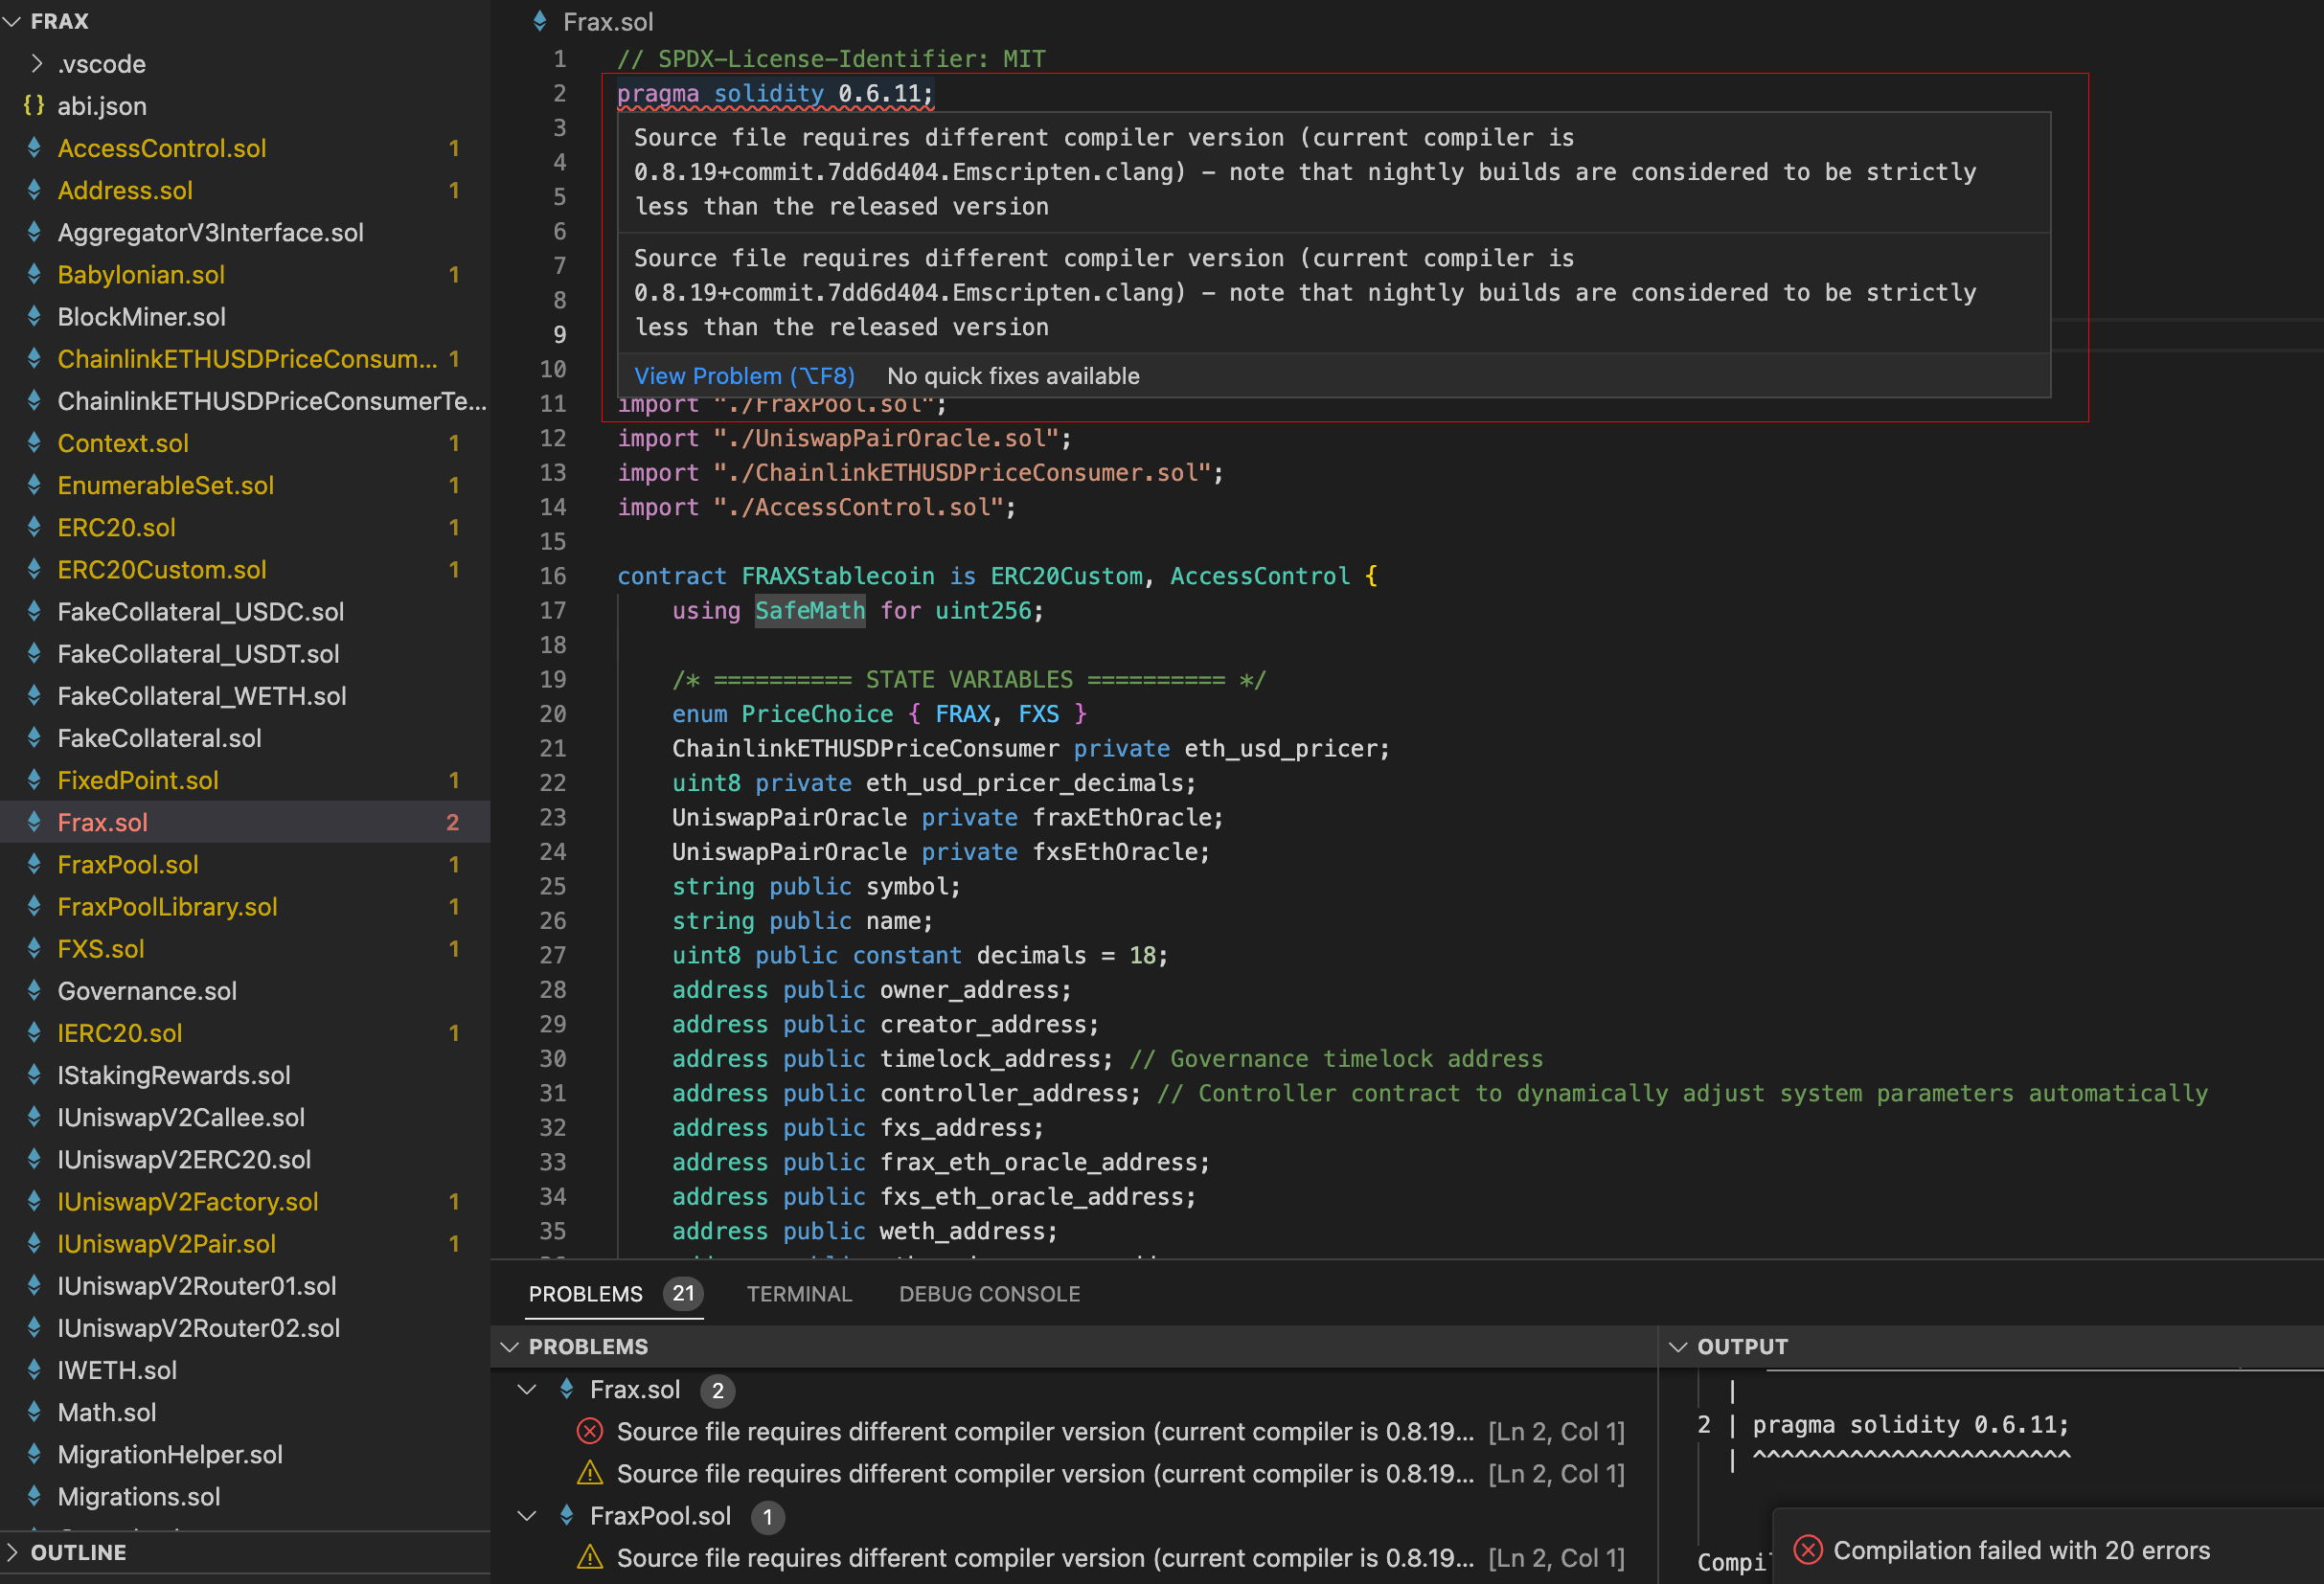 FRAX
.vscode
{} abi.json
AccessControl.sol 1
Address.sol 1
AggregatorV3Interface.sol
Babylonian.sol 1
BlockMiner.sol
ChainlinkETHUSDPriceConsum... 1
ChainlinkETHUSDPriceConsumerTe...
Context.sol 1
EnumerableSet.sol 1
ERC20.sol 1
ERC20Custom.sol 1
FakeCollateral_USDC.sol
FakeCollateral_USDT.sol
FakeCollateral_WETH.sol
FakeCollateral.sol
FixedPoint.sol 1
Frax.sol 2
FraxPool.sol 1
FraxPoolLibrary.sol 1
FXS.sol 1
Governance.sol
IERC20.sol 1
IStakingRewards.sol
IUniswapV2Callee.sol
IUniswapV2ERC20.sol
IUniswapV2Factory.sol 1
IUniswapV2Pair.sol 1
IUniswapV2Router01.sol
IUniswapV2Router02.sol
IWETH.sol
Math.sol
MigrationHelper.sol
Migrations.sol
OUTLINE
Frax.sol
1 // SPDX-License-Identifier: MIT
2 pragma solidity 0.6.11;
3 Source file requires different compiler version (current compiler is
4 0.8.19+commit.7dd6d404.Emscripten.clang) – note that nightly builds are considered to be strictly
5 less than the released version
6
7 Source file requires different compiler version (current compiler is
8 0.8.19+commit.7dd6d404.Emscripten.clang) – note that nightly builds are considered to be strictly
9 less than the released version
10 View Problem (⌥F8) No quick fixes available
11 import "./FraxPool.sol";
12 import "./UniswapPairOracle.sol";
13 import "./ChainlinkETHUSDPriceConsumer.sol";
14 import "./AccessControl.sol";
15
16 contract FRAXStablecoin is ERC20Custom, AccessControl {
17 using SafeMath for uint256;
18
19 /* ========== STATE VARIABLES ========== */
20 enum PriceChoice { FRAX, FXS }
21 ChainlinkETHUSDPriceConsumer private eth_usd_pricer;
22 uint8 private eth_usd_pricer_decimals;
23 UniswapPairOracle private fraxEthOracle;
24 UniswapPairOracle private fxsEthOracle;
25 string public symbol;
26 string public name;
27 uint8 public constant decimals = 18;
28 address public owner_address;
29 address public creator_address;
30 address public timelock_address; // Governance timelock address
31 address public controller_address; // Controller contract to dynamically adjust system parameters automatically
32 address public fxs_address;
33 address public frax_eth_oracle_address;
34 address public fxs_eth_oracle_address;
35 address public weth_address;
PROBLEMS 21 TERMINAL DEBUG CONSOLE
PROBLEMS
Frax.sol 2
Source file requires different compiler version (current compiler is 0.8.19... [Ln 2, Col 1]
Source file requires different compiler version (current compiler is 0.8.19... [Ln 2, Col 1]
FraxPool.sol 1
Source file requires different compiler version (current compiler is 0.8.19... [Ln 2, Col 1]
OUTPUT
|
2 | pragma solidity 0.6.11;
| ^^^^^^^^^^^^^^^^^^^^^^^
Compil
Compilation failed with 20 errors